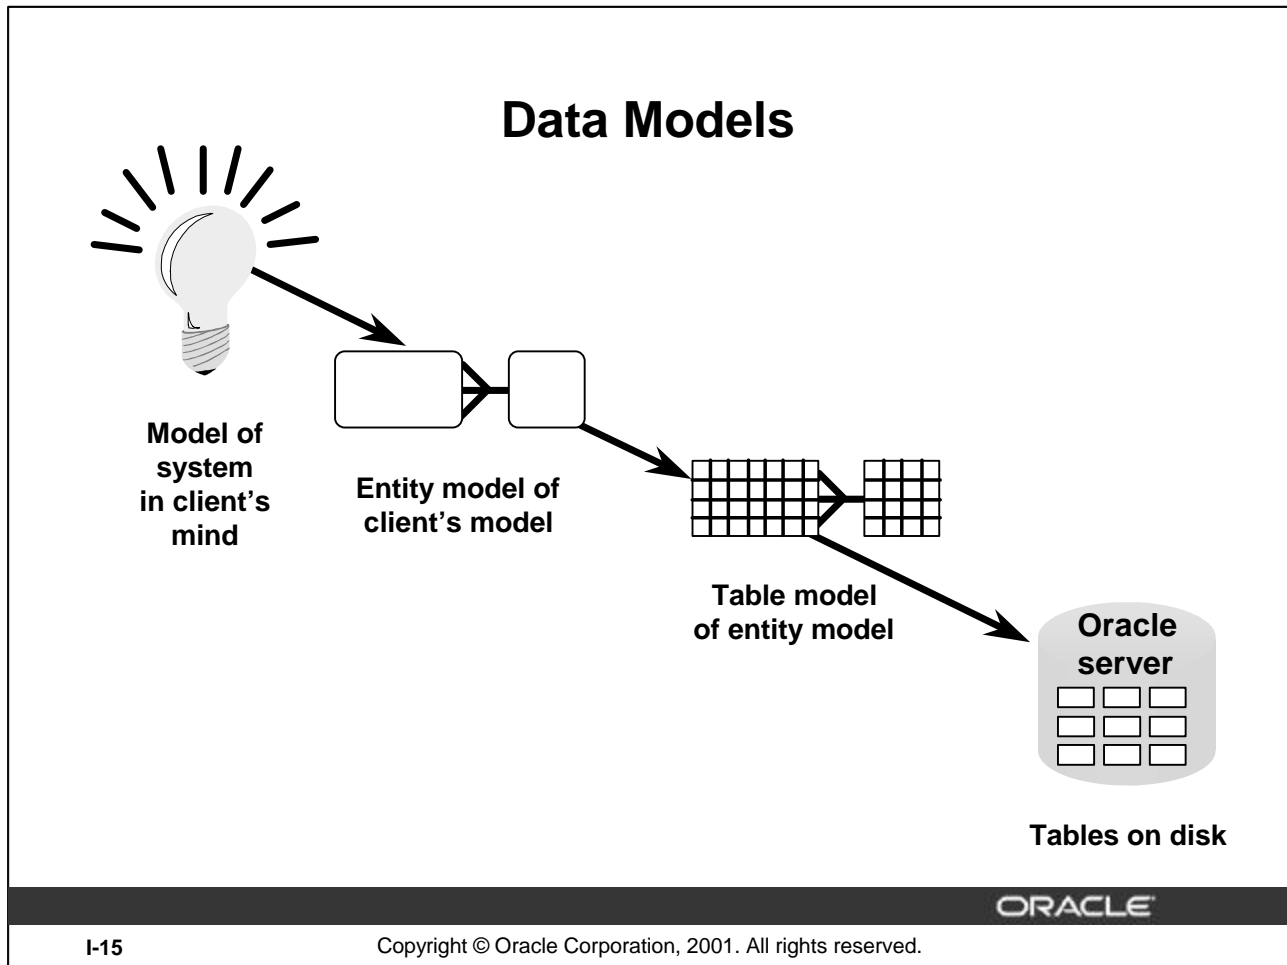 Data Models
Model of
system
in client’s
mind
Entity model of
client’s model
Table model
of entity model
Oracle
server
Tables on disk
ORACLE
I-15
Copyright © Oracle Corporation, 2001. All rights reserved.